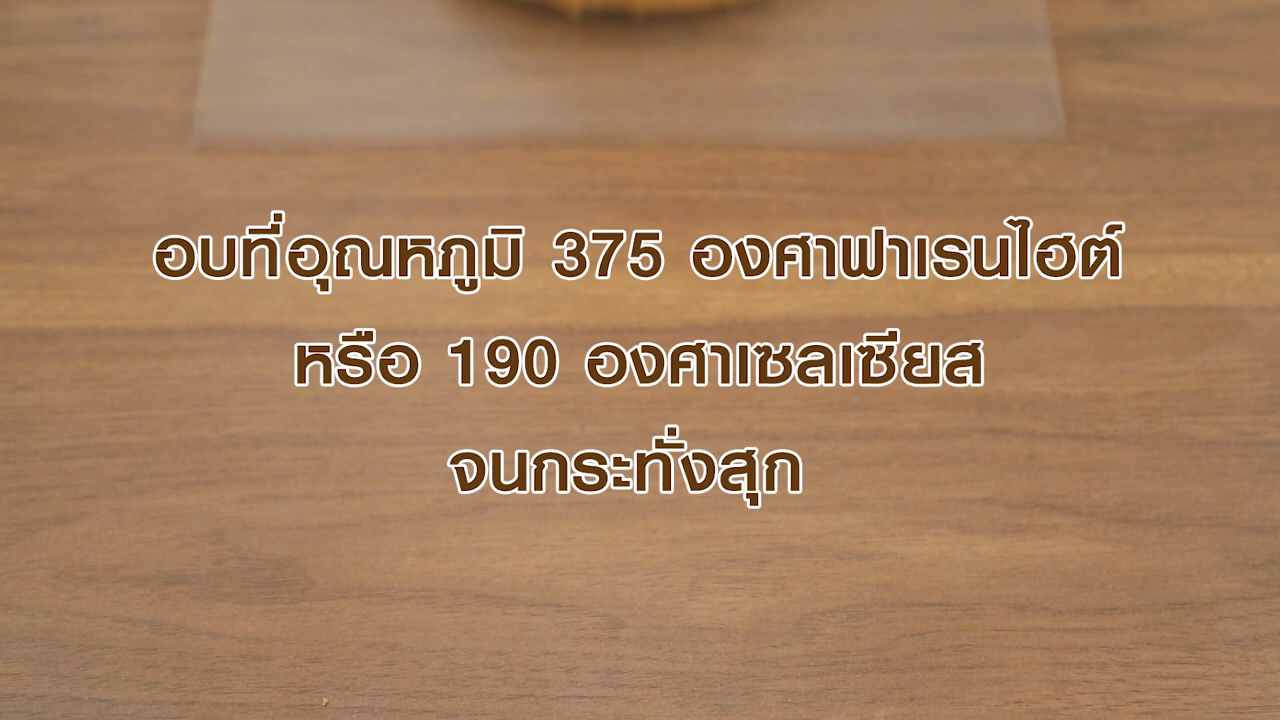 อบที่อุณหภูมิ 375 องศาฟาเรนไฮต์
หรือ 190 องศาเซลเซียส
จนกระทั่งสุก